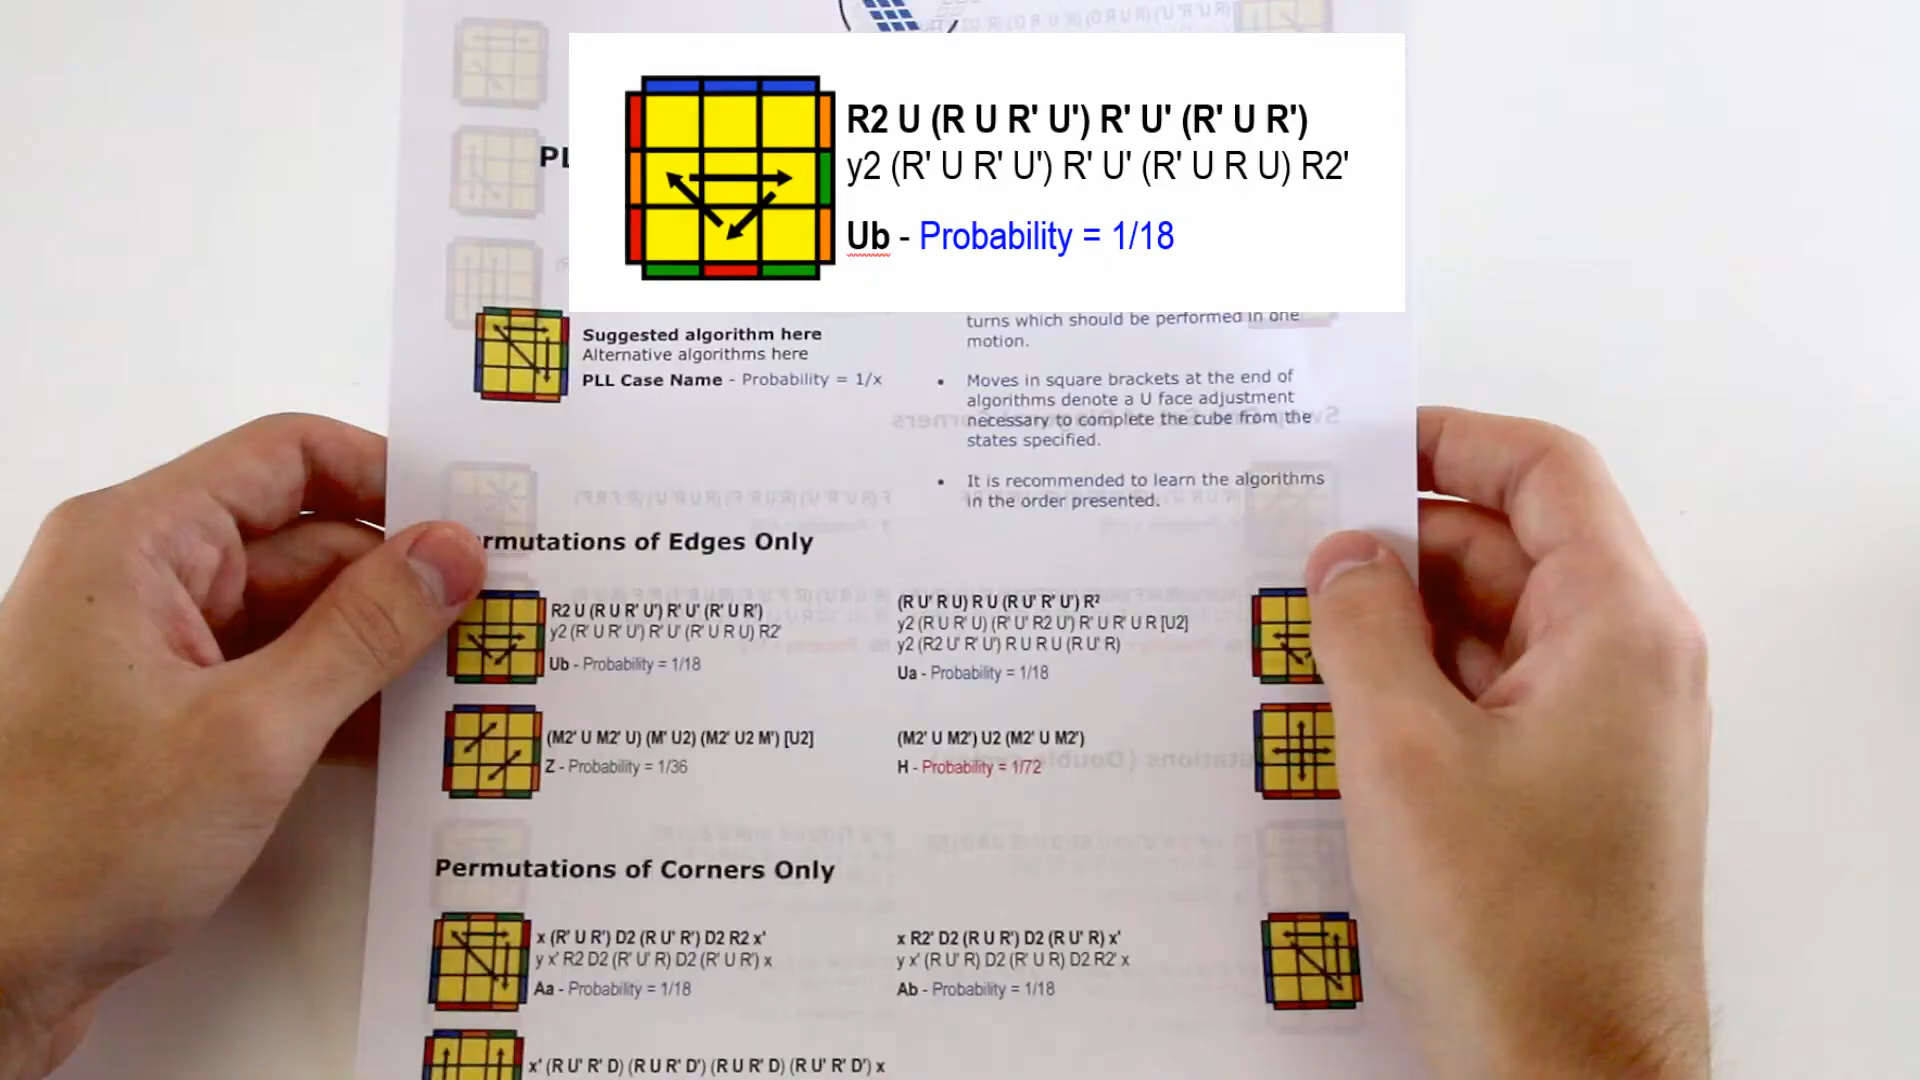 R2 U (R U R' U') R' U' (R' U R')
y2 (R' U R' U') R' U' (R' U R U) R2'
Ub - Probability = 1/18
PL
Suggested algorithm here
Alternative algorithms here
PLL Case Name - Probability = 1/x
turns which should be performed in one
motion.
• Moves in square brackets at the end of
algorithms denote a U face adjustment
necessary to complete the cube from the
states specified.
• It is recommended to learn the algorithms
in the order presented.
rmutations of Edges Only
R2 U (R U R' U') R' U' (R' U R')
y2 (R' U R' U') R' U' (R' U R U) R2'
Ub - Probability = 1/18
(R U' R U) R U (R U' R' U') R²
y2 (R U R' U) (R' U' R2 U') R' U R' U R [U2]
y2 (R2 U' R' U') R U R U (R U' R)
Ua - Probability = 1/18
(M2' U M2' U) (M' U2) (M2' U2 M') [U2]
Z - Probability = 1/36
(M2' U M2') U2 (M2' U M2')
H - Probability = 1/72
Permutations of Corners Only
x (R' U R') D2 (R U' R') D2 R2 x'
y x' R2 D2 (R' U' R) D2 (R' U R') x
Aa - Probability = 1/18
x R2' D2 (R U R') D2 (R U' R) x'
y x' (R U' R) D2 (R' U R) D2 R2' x
Ab - Probability = 1/18
x' (R U' R' D) (R U R' D') (R U R' D) (R U' R' D') x